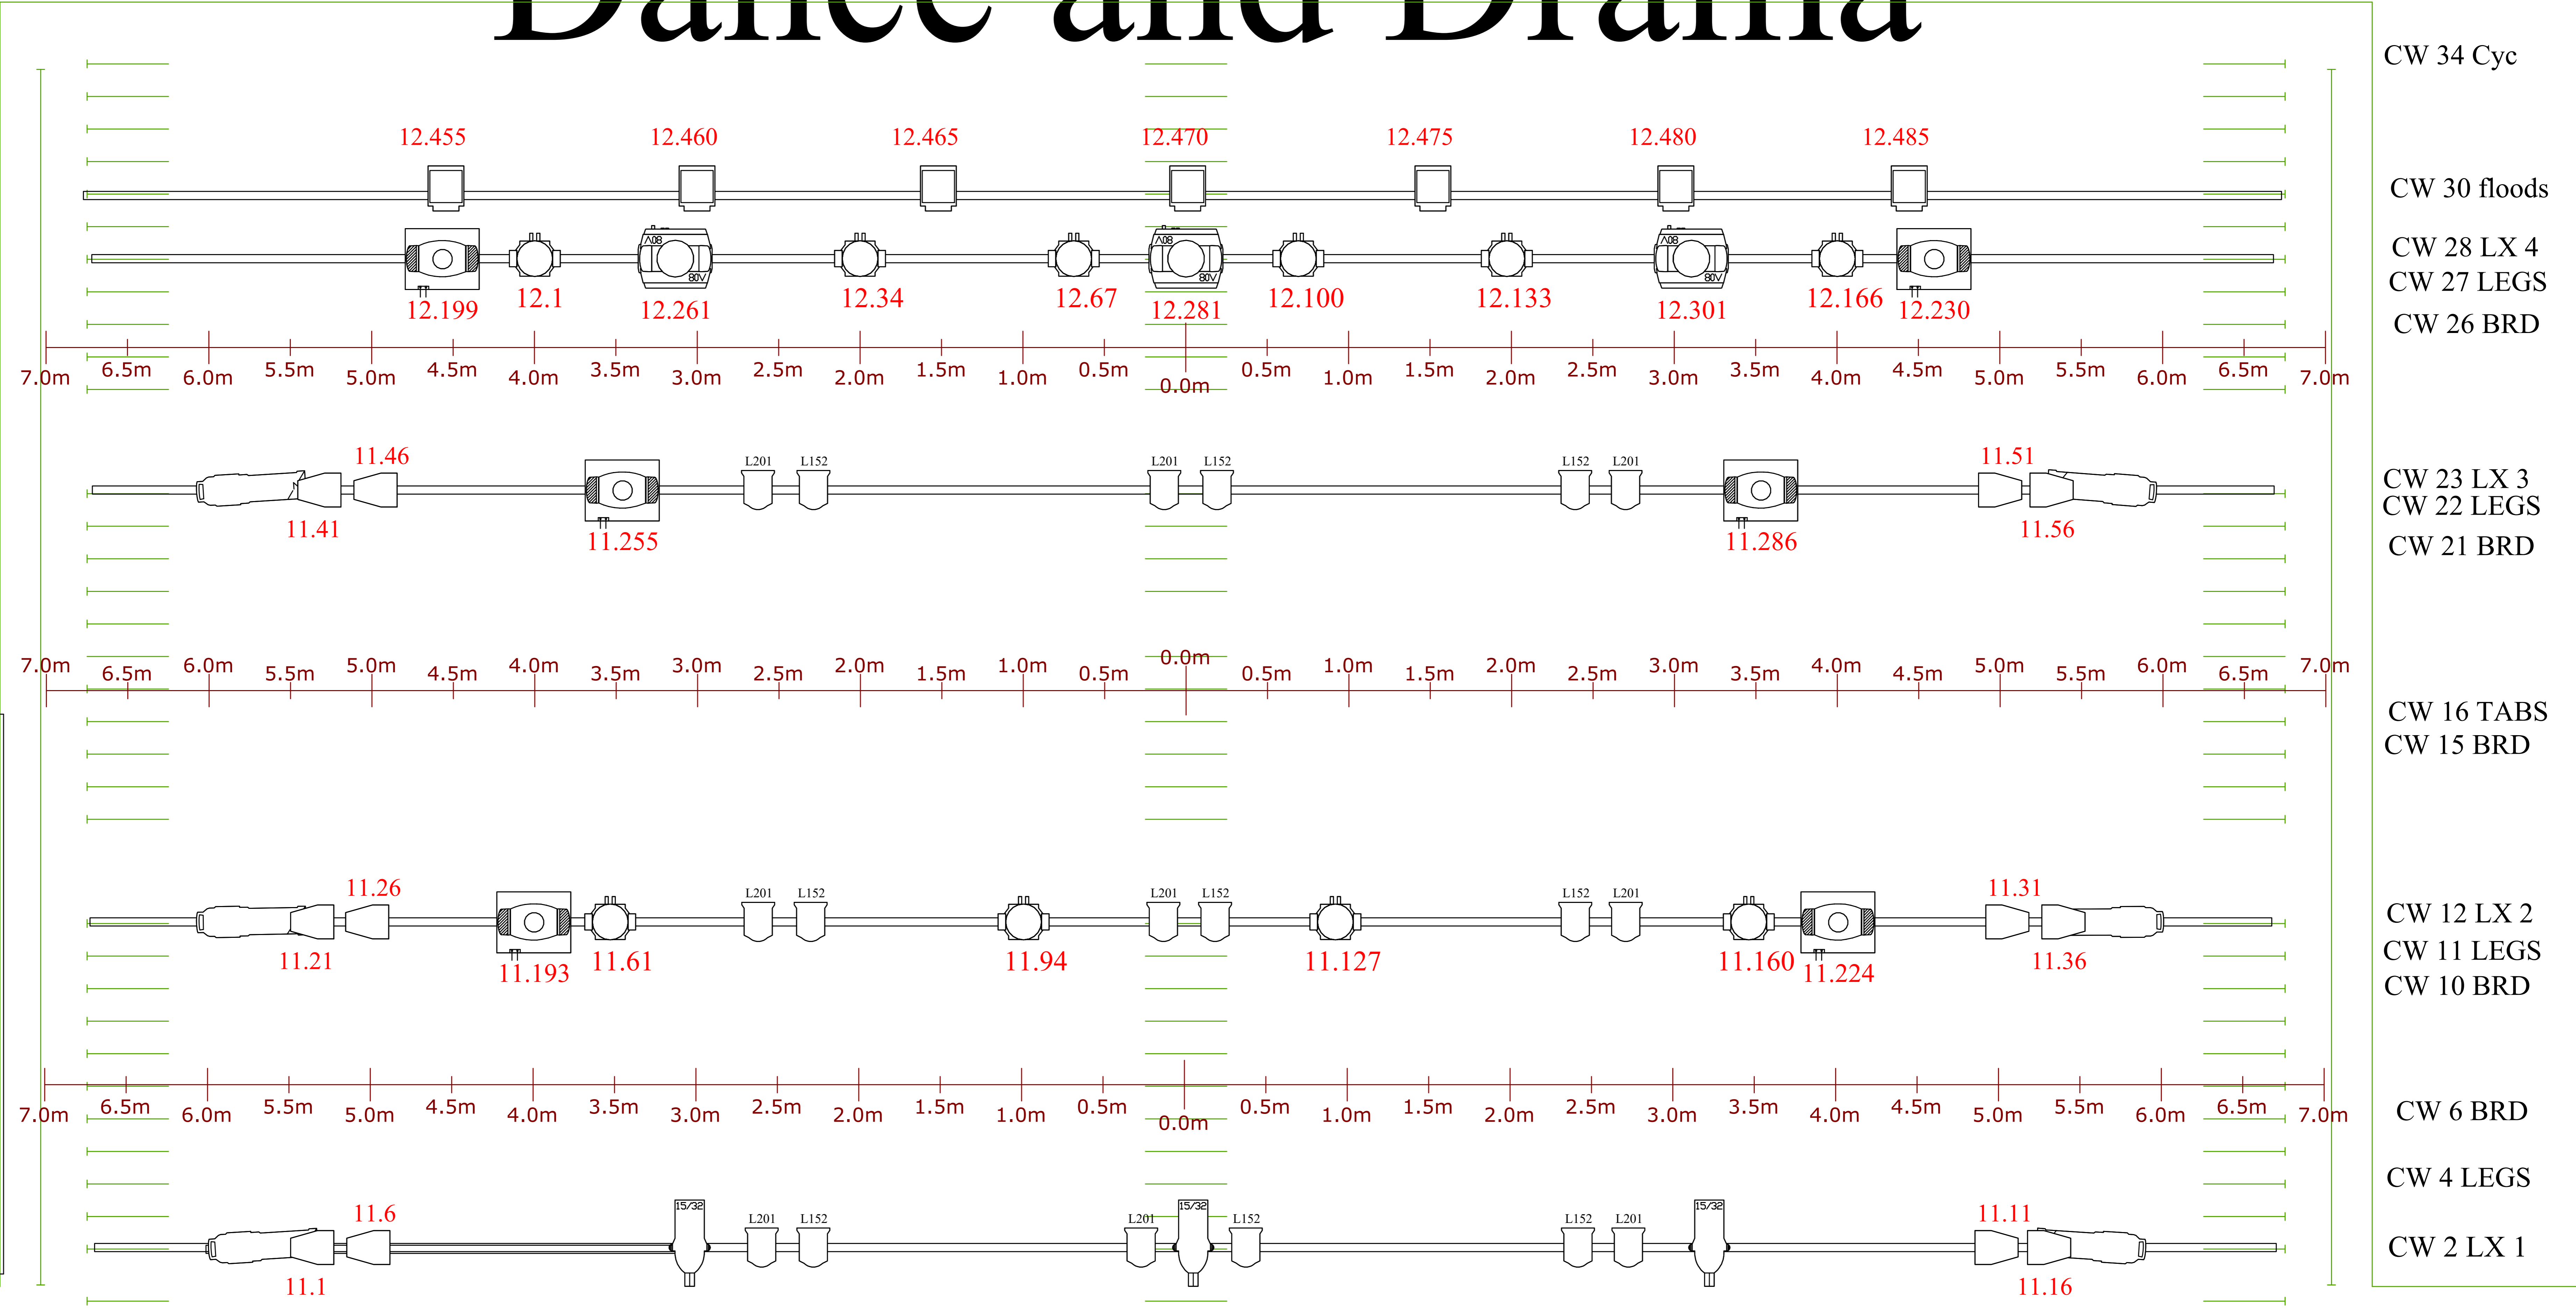 Dance and Drama
CW 34 Cyc
12.455 12.460 12.465 12.470 12.475 12.480 12.485
CW 30 floods
80V 80V 80V
80V 80V 80V
CW 28 LX 4
CW 27 LEGS
12.199 12.1 12.261 12.34 12.67 12.281 12.100 12.133 12.301 12.166 12.230
CW 26 BRD
7.0m 6.5m 6.0m 5.5m 5.0m 4.5m 4.0m 3.5m 3.0m 2.5m 2.0m 1.5m 1.0m 0.5m 0.0m 0.5m 1.0m 1.5m 2.0m 2.5m 3.0m 3.5m 4.0m 4.5m 5.0m 5.5m 6.0m 6.5m 7.0m
11.46 L201 L152 L201 L152 L152 L201 11.51
CW 23 LX 3
CW 22 LEGS
11.41 11.255 11.286 11.56
CW 21 BRD
7.0m 6.5m 6.0m 5.5m 5.0m 4.5m 4.0m 3.5m 3.0m 2.5m 2.0m 1.5m 1.0m 0.5m 0.0m 0.5m 1.0m 1.5m 2.0m 2.5m 3.0m 3.5m 4.0m 4.5m 5.0m 5.5m 6.0m 6.5m 7.0m
CW 16 TABS
CW 15 BRD
11.26 L201 L152 L201 L152 L152 L201 11.31
CW 12 LX 2
CW 11 LEGS
11.21 11.193 11.61 11.94 11.127 11.160 11.224 11.36
CW 10 BRD
7.0m 6.5m 6.0m 5.5m 5.0m 4.5m 4.0m 3.5m 3.0m 2.5m 2.0m 1.5m 1.0m 0.5m 0.0m 0.5m 1.0m 1.5m 2.0m 2.5m 3.0m 3.5m 4.0m 4.5m 5.0m 5.5m 6.0m 6.5m 7.0m
CW 6 BRD
CW 4 LEGS
15/32 15/32 15/32
11.6 L201 L152 L201 L152 L152 L201 11.11
CW 2 LX 1
11.1 11.16